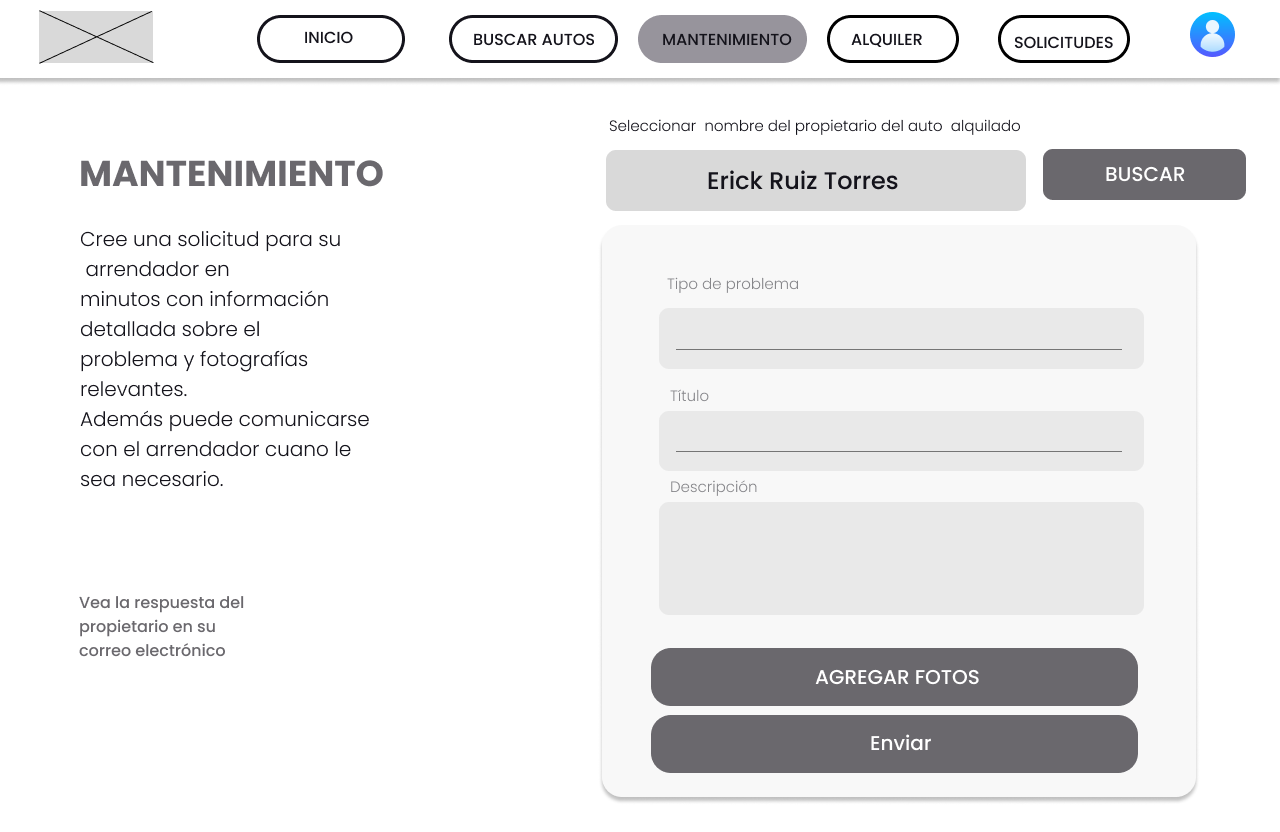 INICIO
BUSCAR AUTOS
MANTENIMIENTO
ALQUILER
SOLICITUDES
MANTENIMIENTO
Cree una solicitud para su
arrendador en
minutos con información
detallada sobre el
problema y fotografías
relevantes.
Además puede comunicarse
con el arrendador cuano le
sea necesario.
Vea la respuesta del
propietario en su
correo electrónico
Seleccionar nombre del propietario del auto alquilado
Erick Ruiz Torres
BUSCAR
Tipo de problema
Título
Descripción
AGREGAR FOTOS
Enviar